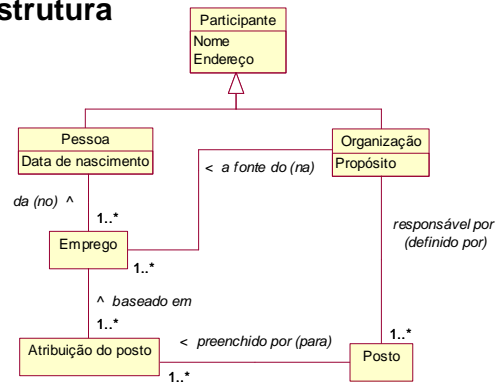 strutura
Participante
Nome
Endereço
Pessoa
Data de nascimento
Organização
Propósito
< a fonte do (na)
da (no) ^
1..*
Emprego
1..*
responsável por
(definido por)
^ baseado em
1..*
Atribuição do posto
< preenchido por (para)
1..*
1..*
Posto